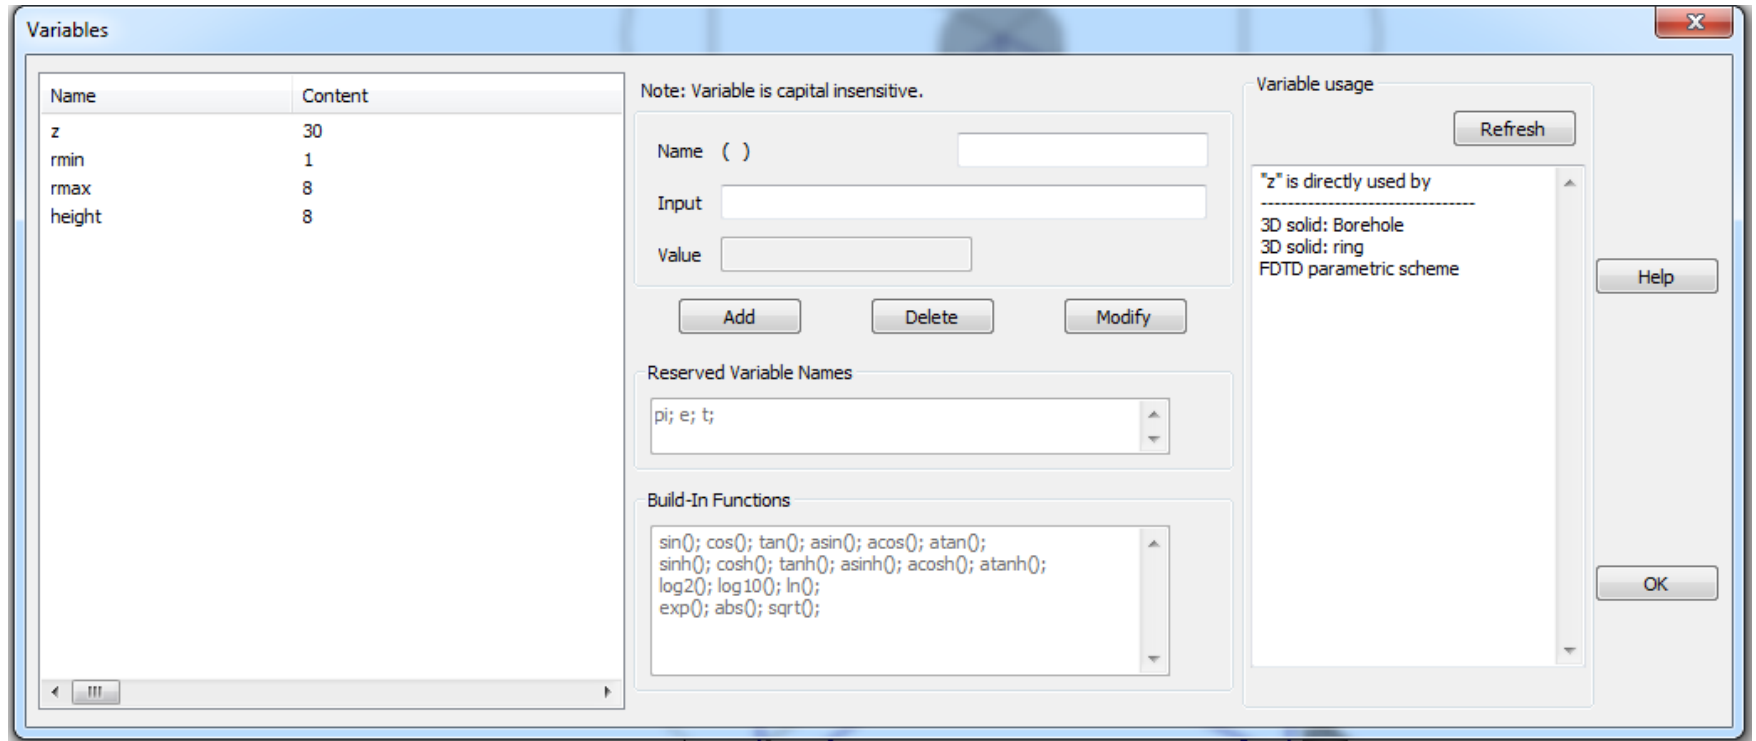 Variables
Name Content
z 30
rmin 1
rmax 8
height 8
Note: Variable is capital insensitive.
Name ( )
Input
Value
Add Delete Modify
Reserved Variable Names
pi; e; t;
Build-In Functions
sin(); cos(); tan(); asin(); acos(); atan();
sinh(); cosh(); tanh(); asinh(); acosh(); atanh();
log2(); log10(); ln();
exp(); abs(); sqrt();
Variable usage
Refresh
"z" is directly used by
--------------------------------
3D solid: Borehole
3D solid: ring
FDTD parametric scheme
Help
OK